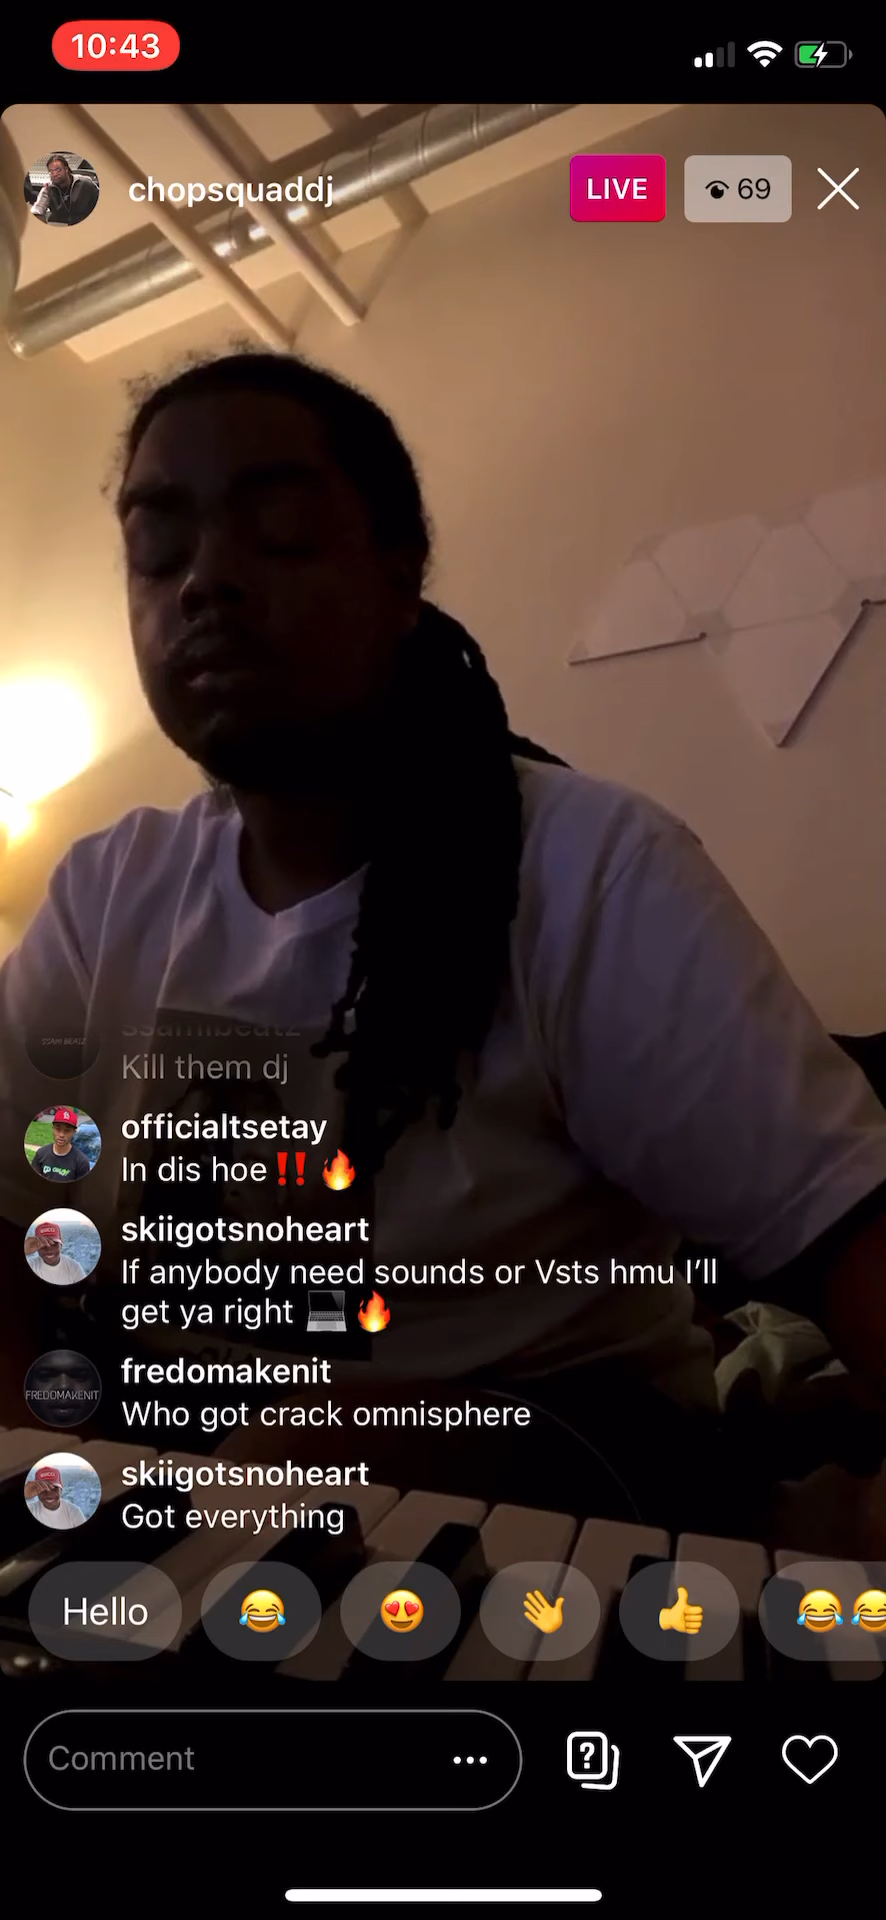 10:43
chopsquaddj
LIVE
69
ssamibeatz
Kill them dj
officialtsetay
In dis hoe‼️🔥
skiigotsnoheart
If anybody need sounds or Vsts hmu I’ll
get ya right 💻🔥
FREDOMAKENIT
fredomakenit
Who got crack omnisphere
skiigotsnoheart
Got everything
Hello 😂 😍 👋 👍 😂😂
Comment